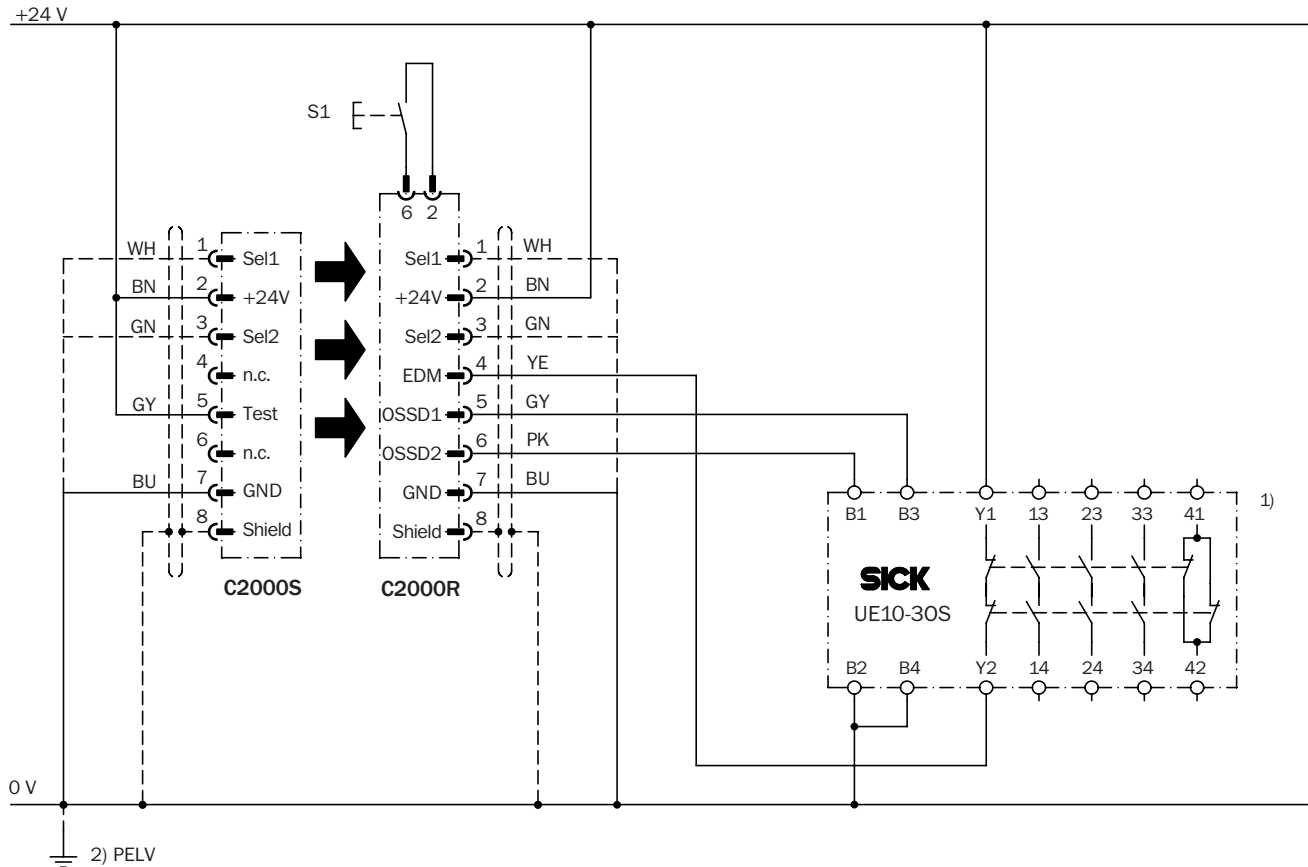 +24 V
S1
6 2
WH 1 Sel1
BN 2 +24V
GN 3 Sel2
4 n.c.
GY 5 Test
6 n.c.
BU 7 GND
8 Shield
C2000S
Sel1 1 WH
+24V 2 BN
Sel2 3 GN
EDM 4 YE
OSSD1 5 GY
OSSD2 6 PK
GND 7 BU
Shield 8
C2000R
B1 B3 Y1 13 23 33 41 1)
SICK
UE10-30S
B2 B4 Y2 14 24 34 42
0 V
2) PELV